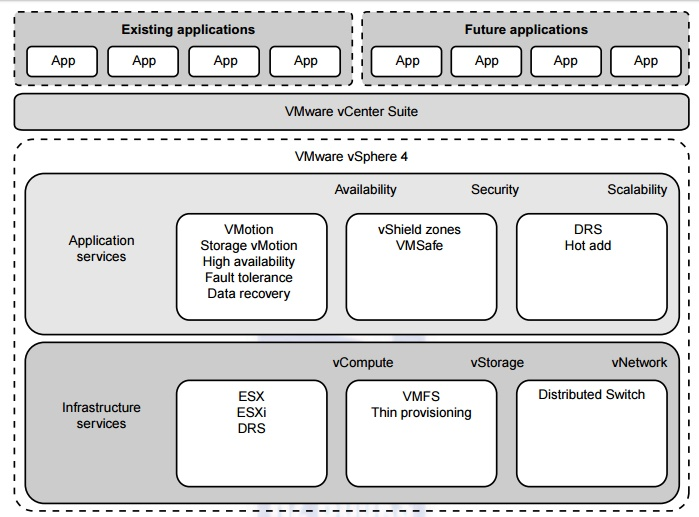 Existing applications
Future applications
App App App App
App App App App
VMware vCenter Suite
VMware vSphere 4
Availability Security Scalability
Application
services
VMotion
Storage vMotion
High availability
Fault tolerance
Data recovery
vShield zones
VMSafe
DRS
Hot add
vCompute vStorage vNetwork
Infrastructure
services
ESX
ESXi
DRS
VMFS
Thin provisioning
Distributed Switch